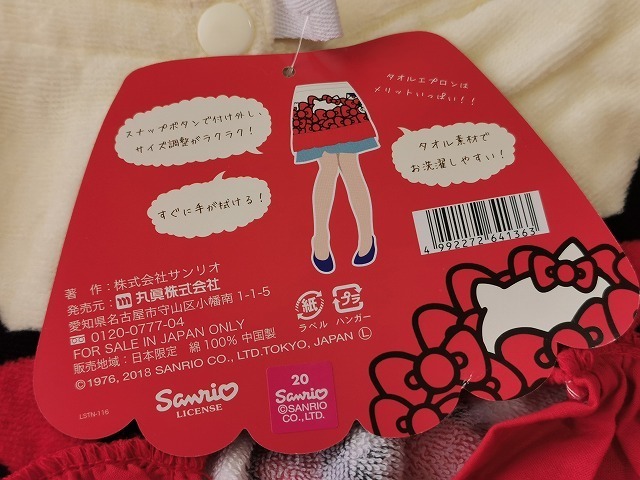 タオルエプロンは
メリットいっぱい!!
スナップボタンで付け外し、
サイズ調整がラクラク!
タオル素材で
お洗濯しやすい!
すぐに手が拭ける!
4 992272 641363
著 作:株式会社サンリオ
発売元:m 丸眞株式会社
愛知県名古屋市守山区小幡南1-1-5
0120-0777-04
FOR SALE IN JAPAN ONLY
販売地域:日本限定 綿100% 中国製
©1976, 2018 SANRIO CO., LTD.TOKYO, JAPAN Ⓛ
紙
ラベル
プラ
ハンガー
LSTN-116
Sanrio
LICENSE
20
Sanrio
©SANRIO
CO., LTD.